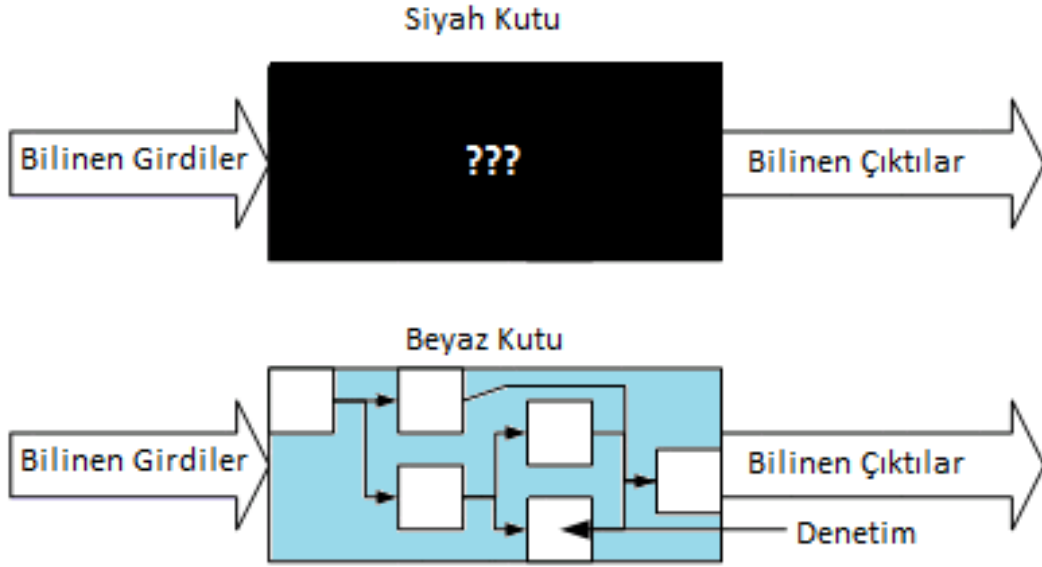 Siyah Kutu
Bilinen Girdiler
???
Bilinen Çıktılar
Beyaz Kutu
Bilinen Girdiler
Bilinen Çıktılar
Denetim